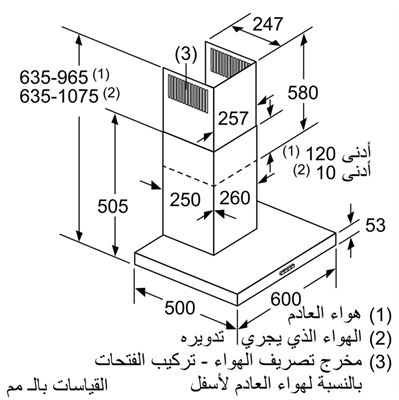 (3)
247
635-965 (1)
635-1075 (2)
580
257
(1) أدنى 120
(2) أدنى 10
250
260
505
53
500
600
(1) هواء العادم
(2) الهواء الذي يجري تدويره
(3) مخرج تصريف الهواء - تركيب الفتحات
بالنسبة لهواء العادم لأسفل
القياسات بالـ مم